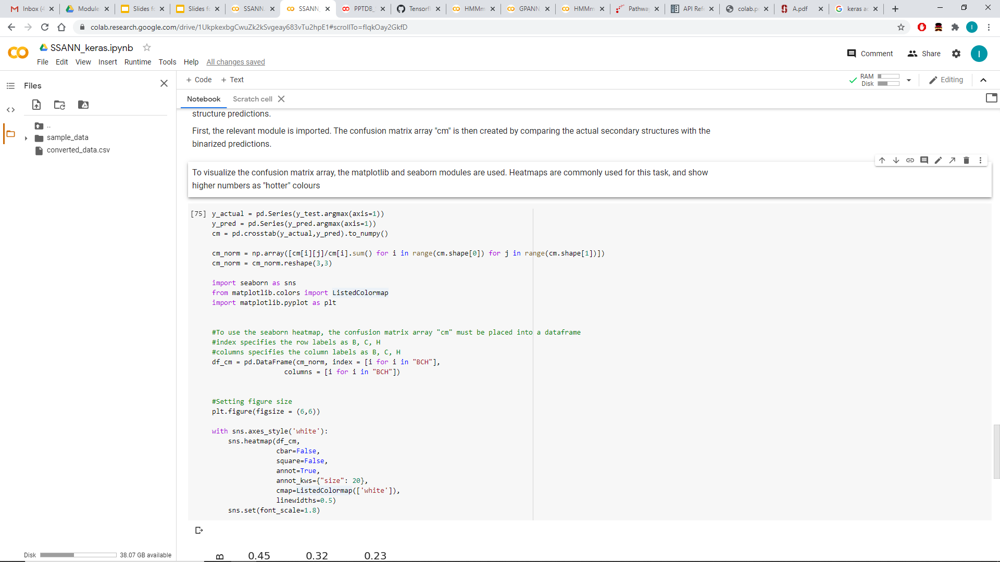 Inbox (4
Module
Slides fo
Slides fo
SSANN.
SSANN_
PPTDB_
Tensorfl
HMMm
GPANN
HMMm
Pathwa
API Refe
colab.pe
A.pdf
keras ac
colab.research.google.com/drive/1UkpkexbgCwuZk2kSvgeay683vTu2hpE1#scrollTo=flqkOay2GkfD
I
SSANN_keras.ipynb
File Edit View Insert Runtime Tools Help All changes saved
Comment Share I
Files
+ Code + Text
RAM
Disk
Editing
Notebook Scratch cell
..
sample_data
converted_data.csv
structure predictions.
First, the relevant module is imported. The confusion matrix array "cm" is then created by comparing the actual secondary structures with the
binarized predictions.
To visualize the confusion matrix array, the matplotlib and seaborn modules are used. Heatmaps are commonly used for this task, and show
higher numbers as "hotter" colours
[75] y_actual = pd.Series(y_test.argmax(axis=1))
y_pred = pd.Series(y_pred.argmax(axis=1))
cm = pd.crosstab(y_actual,y_pred).to_numpy()
cm_norm = np.array([cm[i][j]/cm[i].sum() for i in range(cm.shape[0]) for j in range(cm.shape[1])])
cm_norm = cm_norm.reshape(3,3)
import seaborn as sns
from matplotlib.colors import ListedColormap
import matplotlib.pyplot as plt
#To use the seaborn heatmap, the confusion matrix array "cm" must be placed into a dataframe
#index specifies the row labels as B, C, H
#columns specifies the column labels as B, C, H
df_cm = pd.DataFrame(cm_norm, index = [i for i in "BCH"],
columns = [i for i in "BCH"])
#Setting figure size
plt.figure(figsize = (6,6))
with sns.axes_style('white'):
sns.heatmap(df_cm,
cbar=False,
square=False,
annot=True,
annot_kws={"size": 20},
cmap=ListedColormap(['white']),
linewidths=0.5)
sns.set(font_scale=1.8)
B 0.45 0.32 0.23
Disk 38.07 GB available